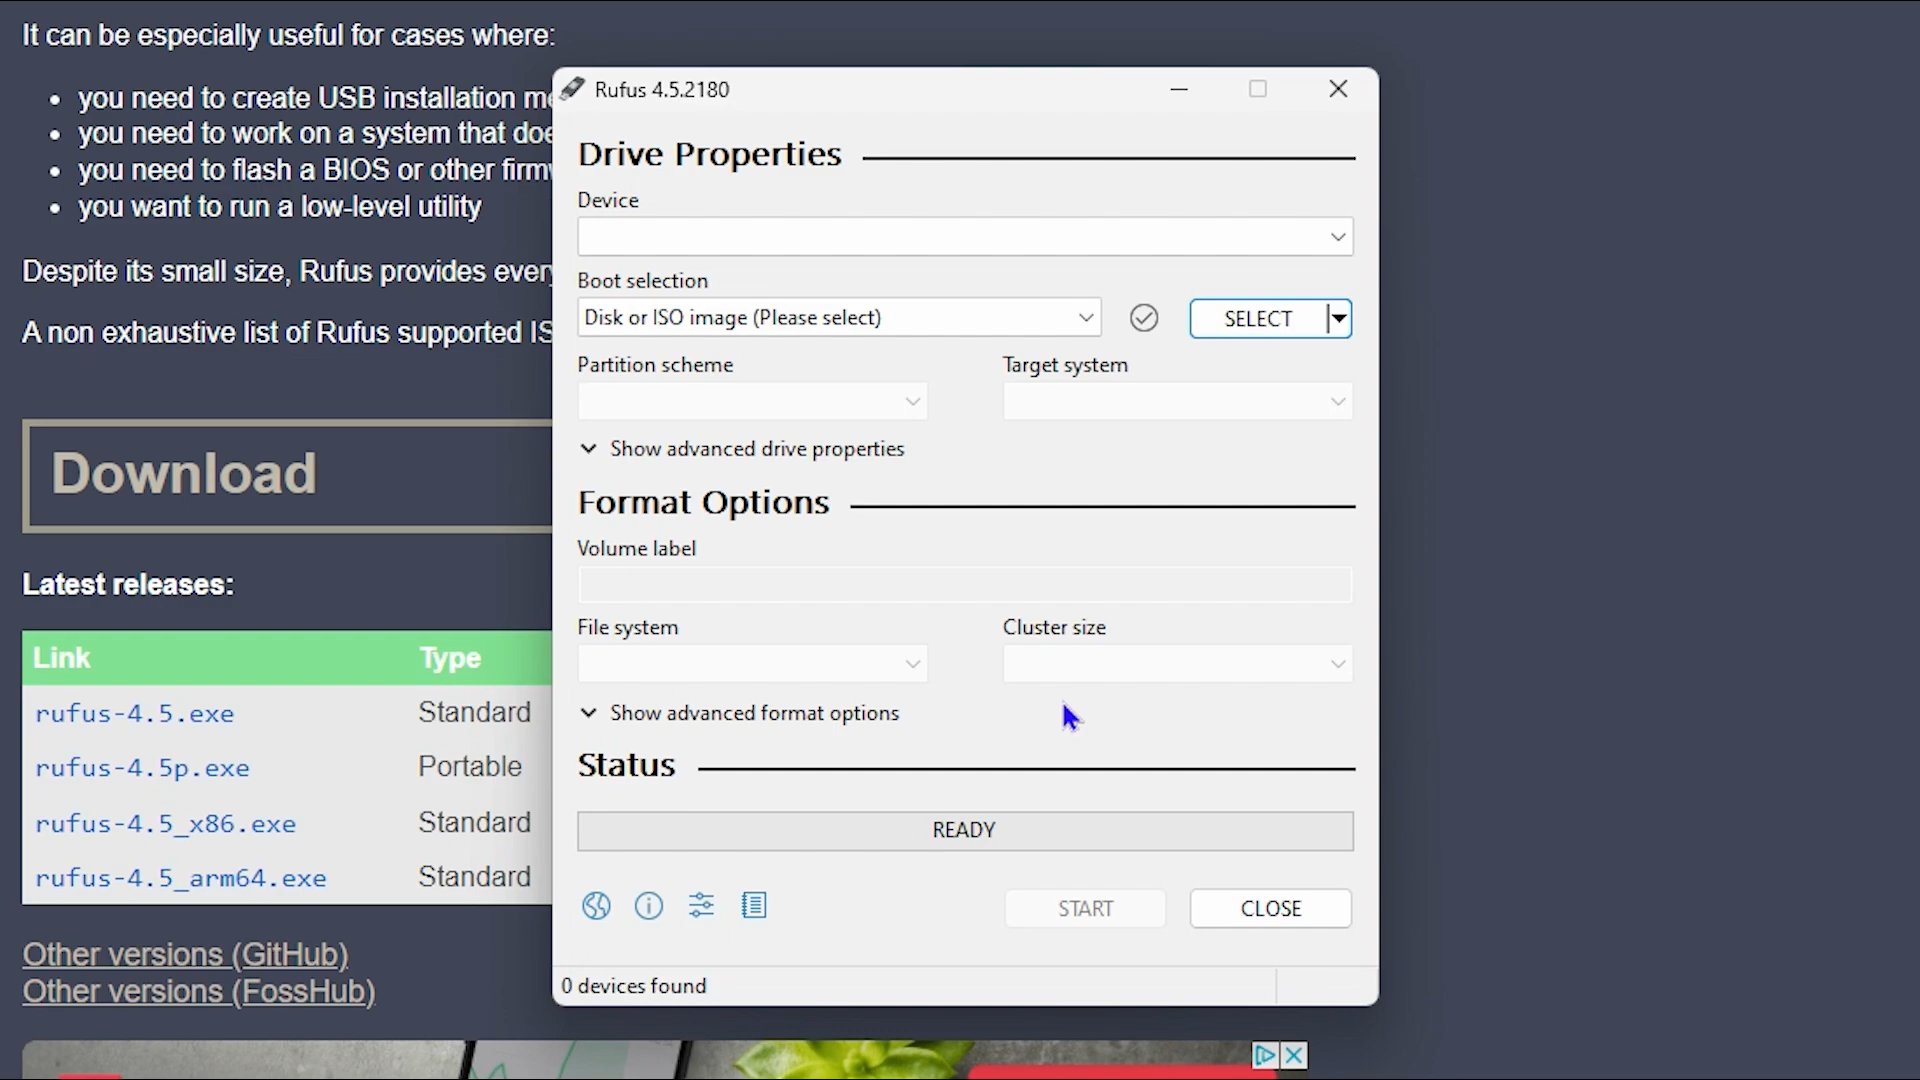 It can be especially useful for cases where:
you need to create USB installation
you need to work on a system that
you need to flash a BIOS or other
you want to run a low-level utility
Despite its small size, Rufus provides
A non exhaustive list of Rufus supported
Download
Latest releases:
Link Type
rufus-4.5.exe Standard
rufus-4.5p.exe Portable
rufus-4.5_x86.exe Standard
rufus-4.5_arm64.exe Standard
Other versions (GitHub)
Other versions (FossHub)
Rufus 4.5.2180
Drive Properties
Device
Boot selection
Disk or ISO image (Please select)
SELECT
Partition scheme Target system
Show advanced drive properties
Format Options
Volume label
File system Cluster size
Show advanced format options
Status
READY
START CLOSE
0 devices found